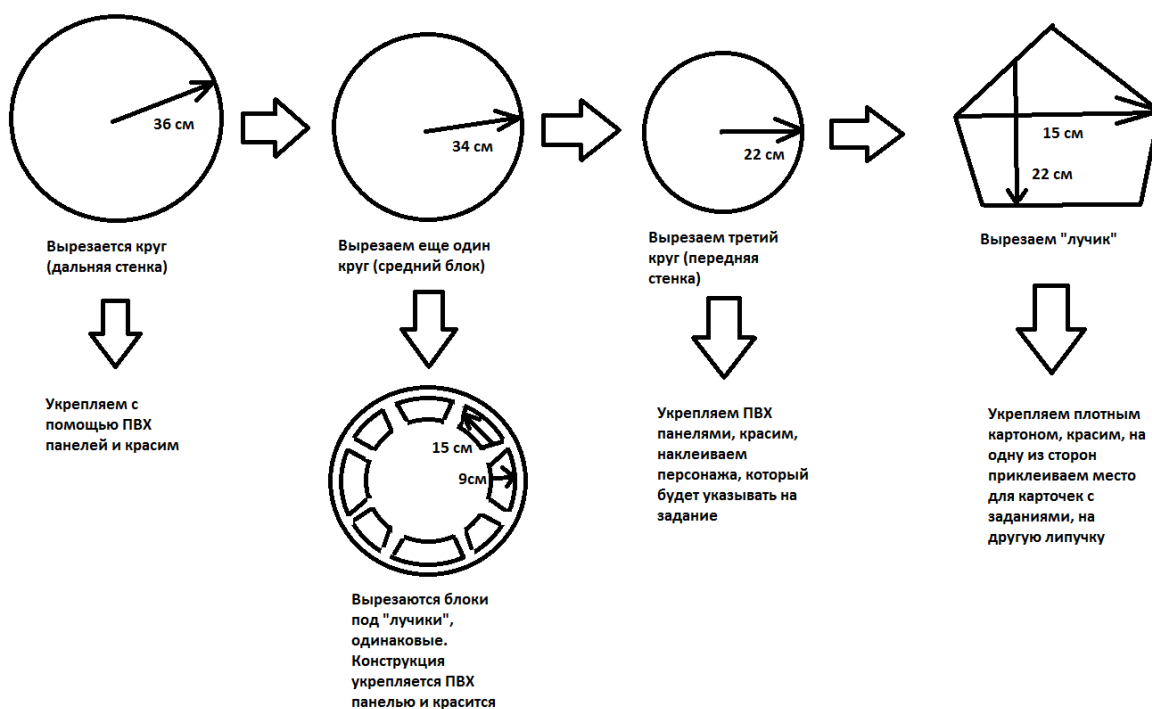 36 см
34 см
22 см
15 см
22 см
Вырезается круг
(дальняя стенка)
Вырезаем еще один
круг (средний блок)
Вырезаем третий
круг (передняя
стенка)
Вырезаем "лучик"
Укрепляем с
помощью ПВХ
панелей и красим
15 см
9см
Вырезаются блоки
под "лучики",
одинаковые.
Конструкция
укрепляется ПВХ
панелью и красится
Укрепляем ПВХ
панелями, красим,
наклеиваем
персонажа, который
будет указывать на
задание
Укрепляем плотным
картоном, красим, на
одну из сторон
приклеиваем место
для карточек с
заданиями, на
другую липучку